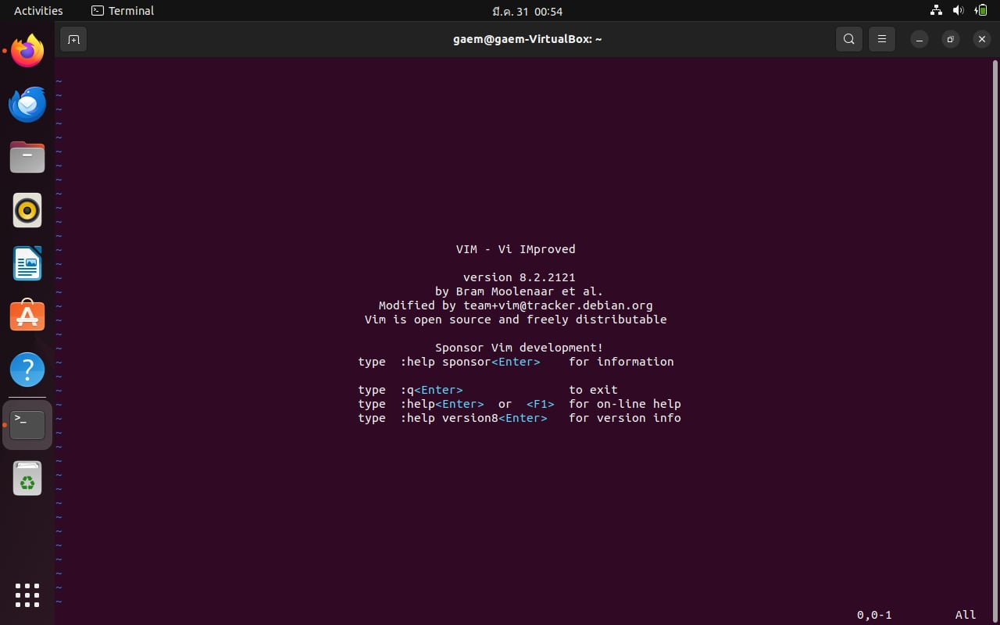 Activities Terminal มี.ค. 31 00:54
gaem@gaem-VirtualBox: ~
VIM - Vi IMproved
version 8.2.2121
by Bram Moolenaar et al.
Modified by team+vim@tracker.debian.org
Vim is open source and freely distributable
Sponsor Vim development!
type :help sponsor<Enter> for information
type :q<Enter> to exit
type :help<Enter> or <F1> for on-line help
type :help version8<Enter> for version info
0,0-1 All